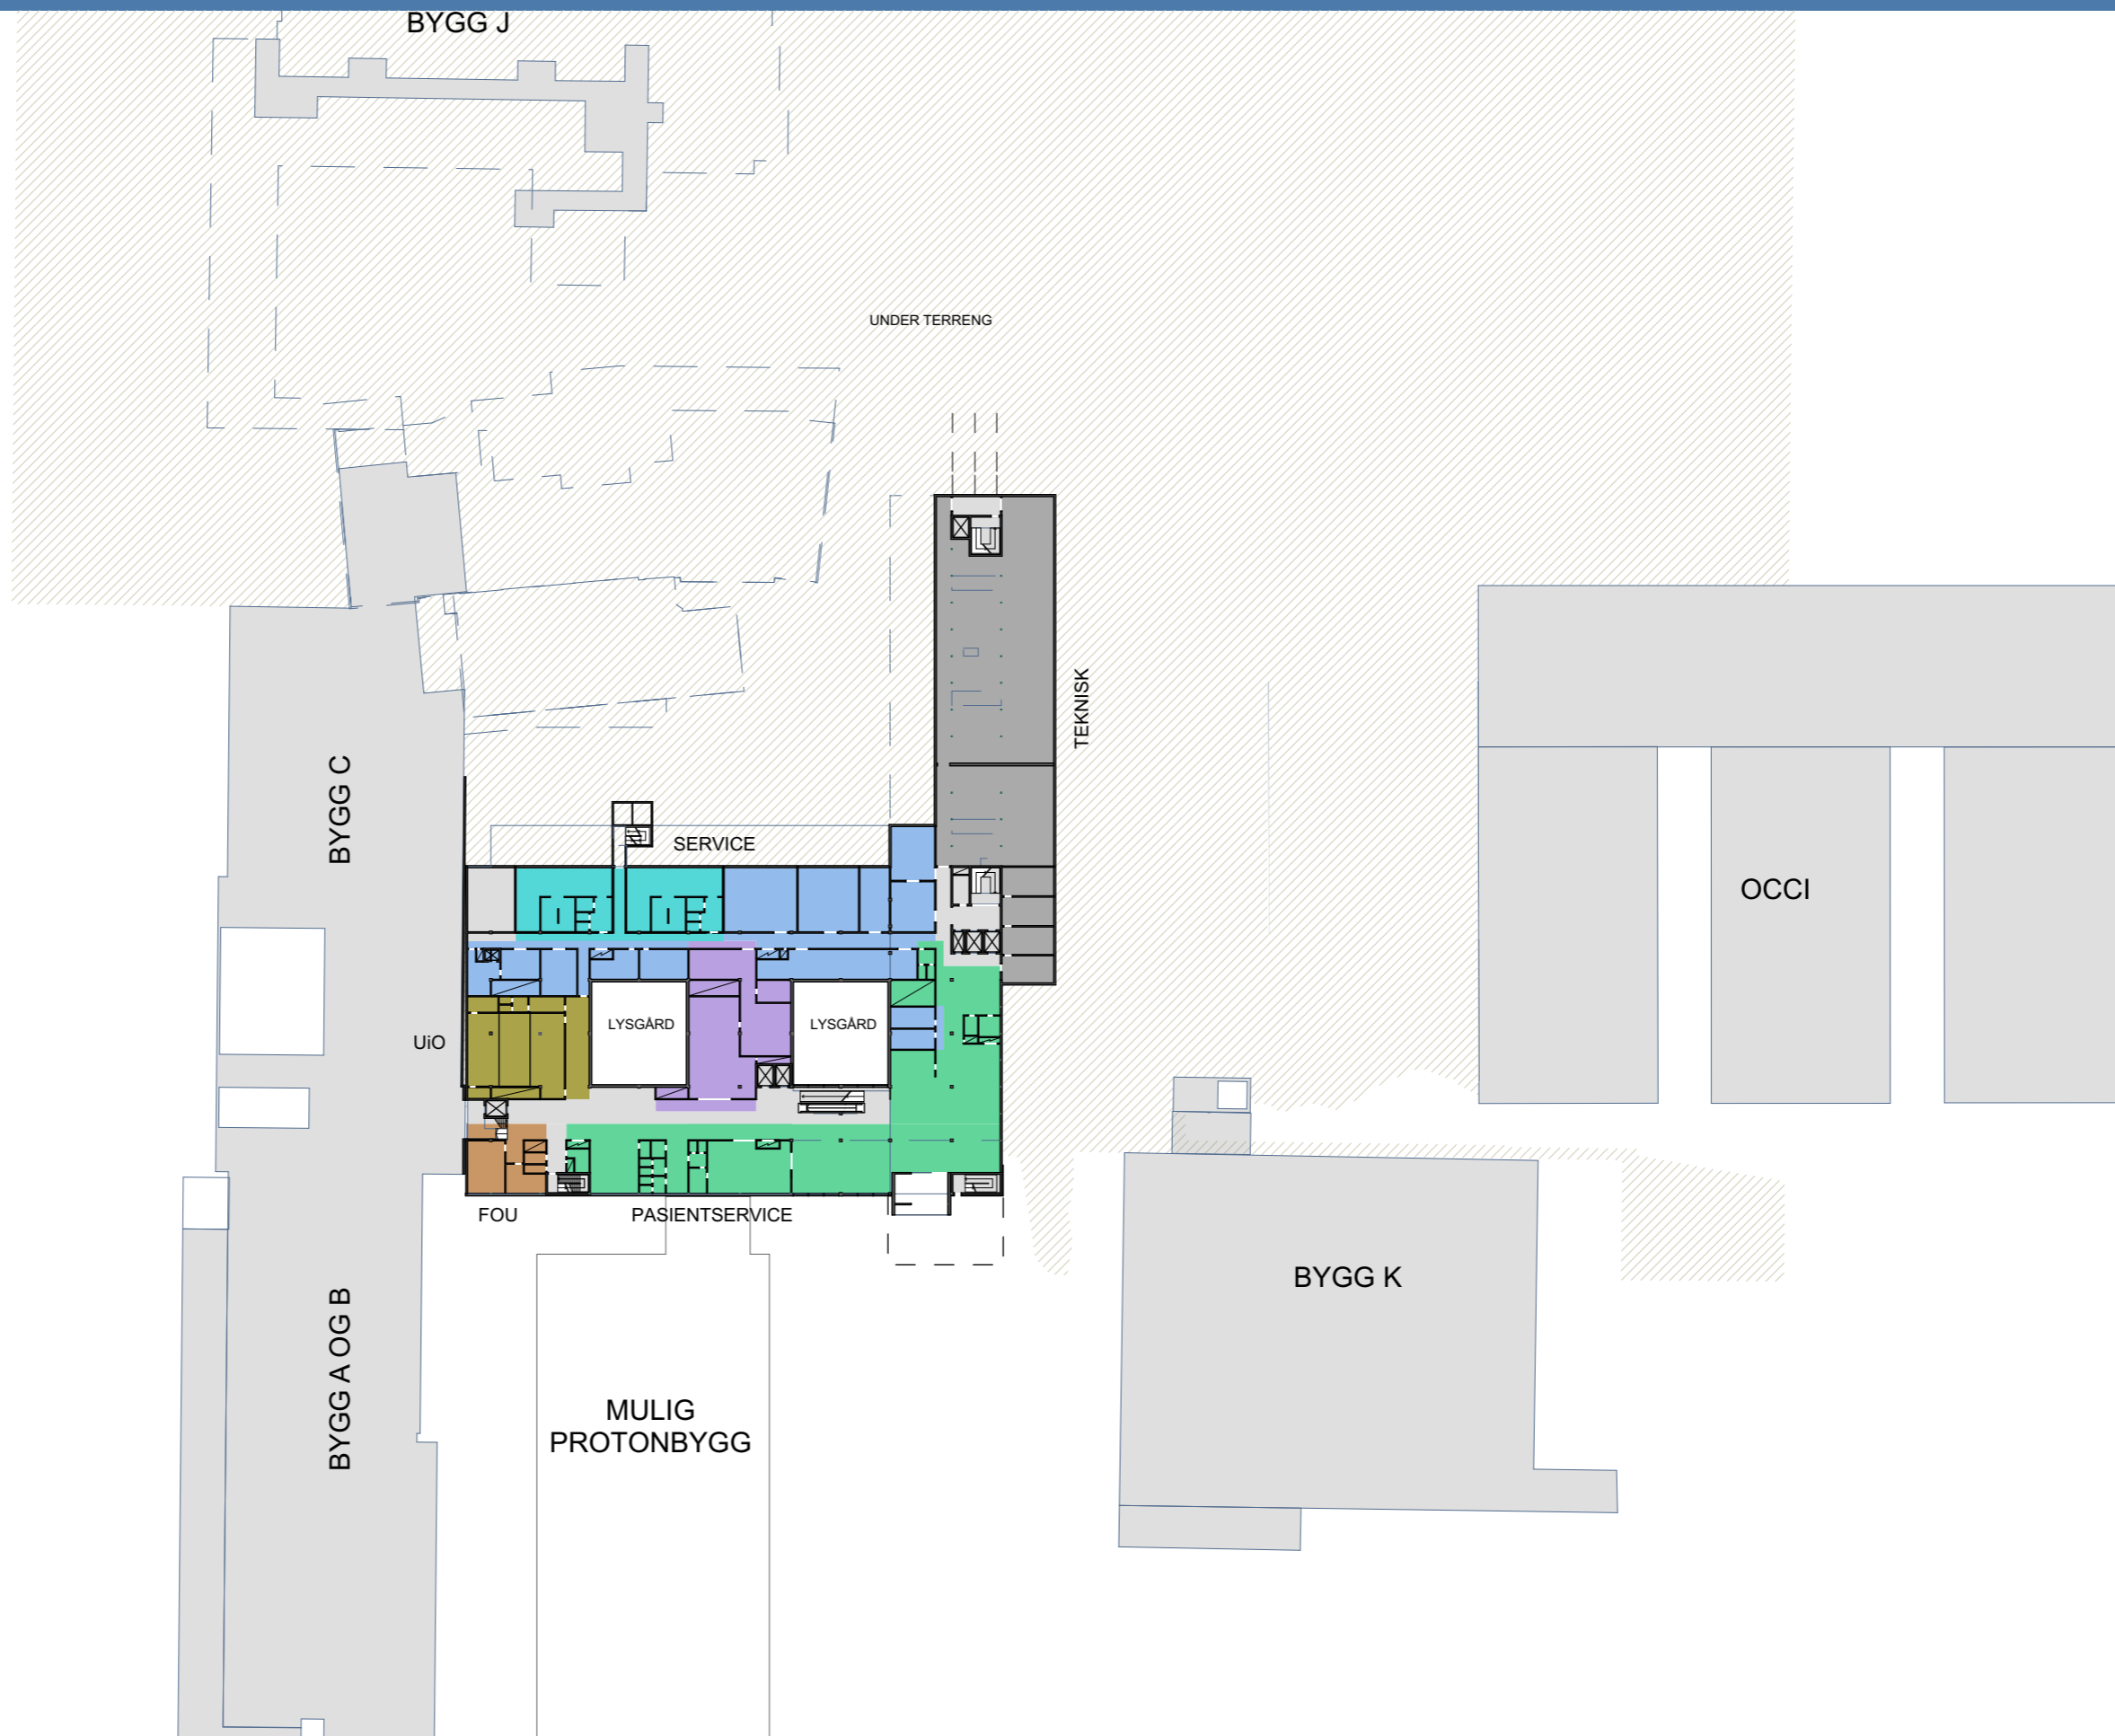 BYGG J
UNDER TERRENG
TEKNISK
BYGG C
SERVICE
OCCI
LYSGÅRD
LYSGÅRD
UiO
FOU
PASIENTSERVICE
BYGG K
BYGG A OG B
MULIG
PROTONBYGG